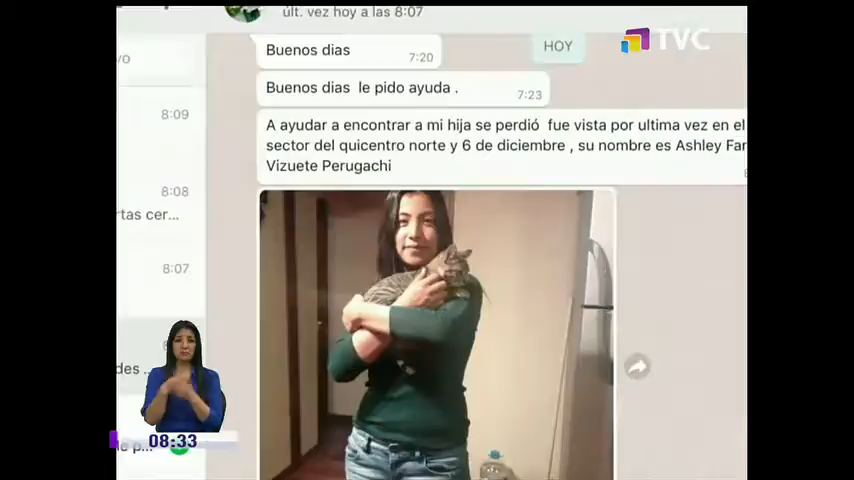 últ. vez hoy a las 8:07
TVC
HOY
Buenos dias
7:20
Buenos dias le pido ayuda .
7:23
A ayudar a encontrar a mi hija se perdió fue vista por ultima vez en el
sector del quicentro norte y 6 de diciembre , su nombre es Ashley
Vizuete Perugachi
8:09
8:08
cer...
8:07
08:33